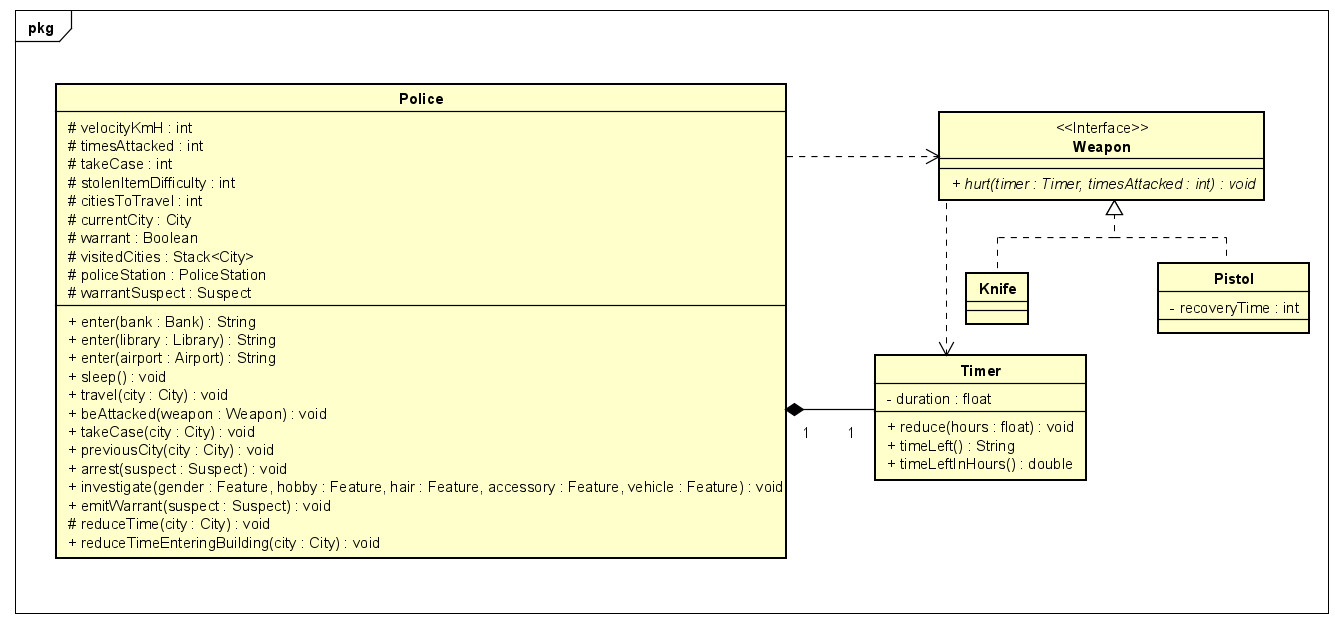 pkg
Police
# velocityKmH : int
# timesAttacked : int
# takeCase : int
# stolenItemDifficulty : int
# citiesToTravel : int
# currentCity : City
# warrant : Boolean
# visitedCities : Stack<City>
# policeStation : PoliceStation
# warrantSuspect : Suspect
+ enter(bank : Bank) : String
+ enter(library : Library) : String
+ enter(airport : Airport) : String
+ sleep() : void
+ travel(city : City) : void
+ beAttacked(weapon : Weapon) : void
+ takeCase(city : City) : void
+ previousCity(city : City) : void
+ arrest(suspect : Suspect) : void
+ investigate(gender : Feature, hobby : Feature, hair : Feature, accessory : Feature, vehicle : Feature) : void
+ emitWarrant(suspect : Suspect) : void
# reduceTime(city : City) : void
+ reduceTimeEnteringBuilding(city : City) : void
<<Interface>>
Weapon
+ hurt(timer : Timer, timesAttacked : int) : void
Knife
Pistol
- recoveryTime : int
Timer
- duration : float
+ reduce(hours : float) : void
+ timeLeft() : String
+ timeLeftInHours() : double
1
1